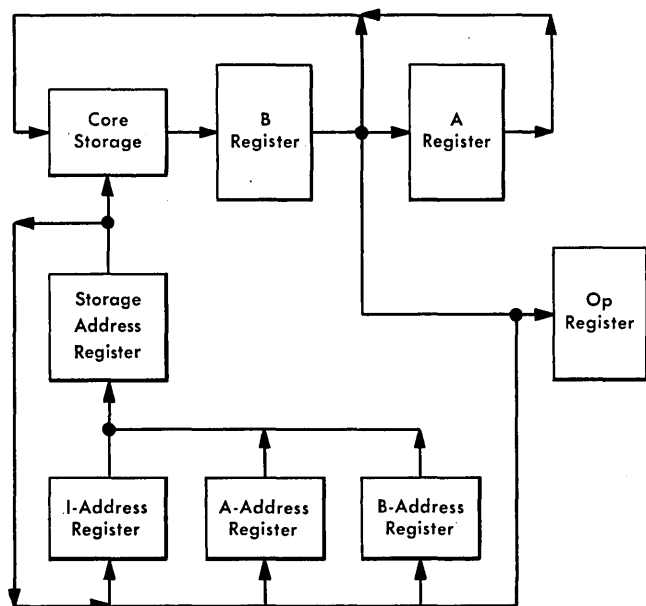 Core
Storage
B
Register
A
Register
Storage
Address
Register
Op
Register
I-Address
Register
A-Address
Register
B-Address
Register